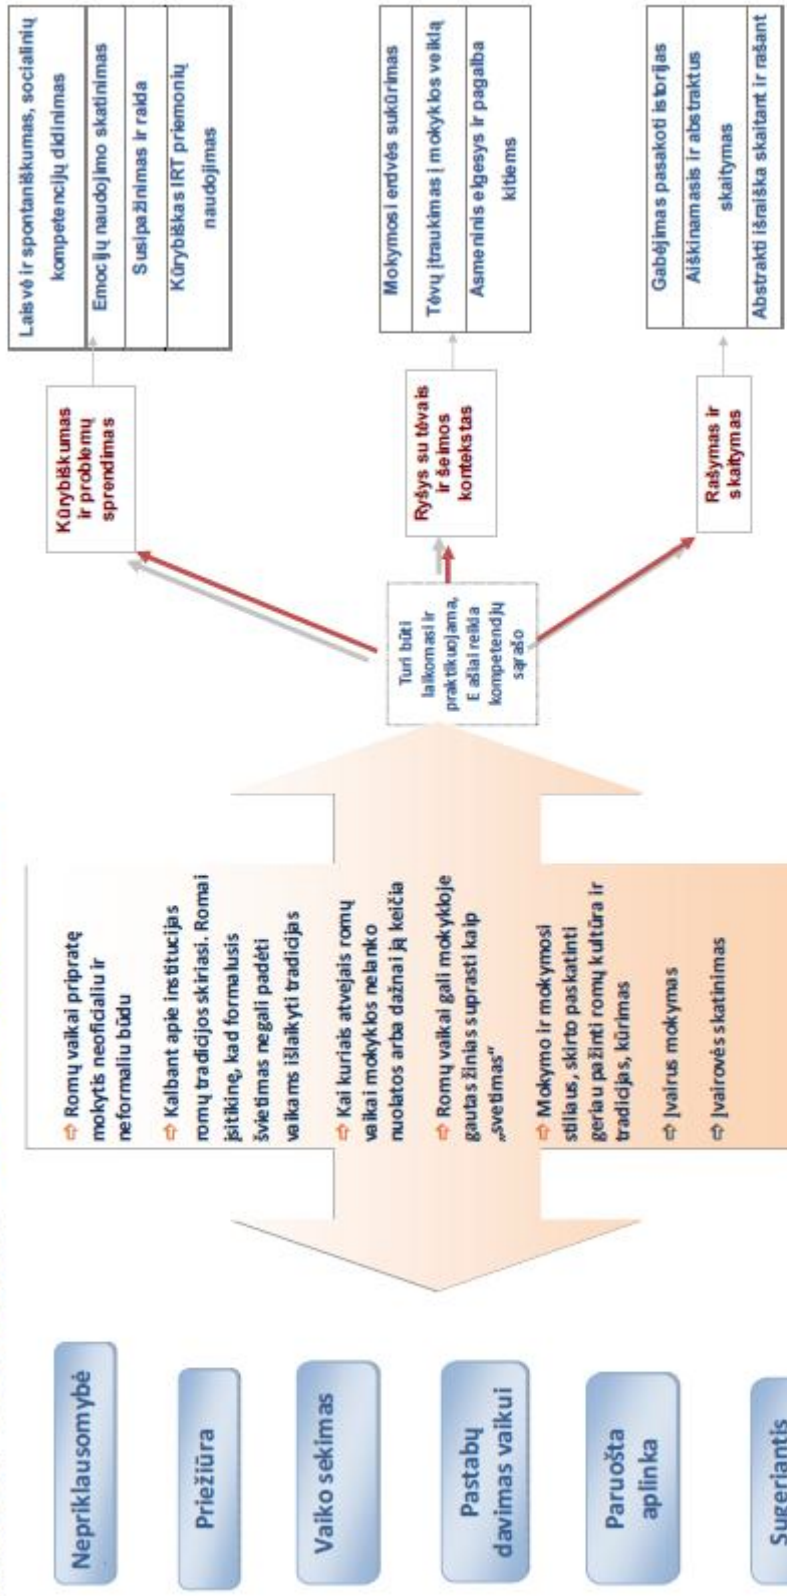 Nepriklausomybė
Priežiūra
Vaiko sekimas
Pastabų
davimas vaikui
Paruošta
aplinka
Sugeriantis
⇨ Romų vaikai pripratę
mokytis neoficialiu ir
neformaliu būdu
⇨ Kalbant apie institucijas
romų tradicijos skiriasi. Romai
įsitikinę, kad formalusis
švietimas negali padėti
vaikams išlaikyti tradicijas
⇨ Kai kuriais atvejais romų
vaikai mokyklos nelanko
nuolatos arba dažnai ją keičia
⇨ Romų vaikai gali mokykloje
gautas žinias suprasti kaip
„svetimas“
⇨ Mokymo ir mokymosi
stiliaus, skirto paskatinti
geriau pažinti romų kultūra ir
tradicijas, kūrimas
⇨ Įvairus mokymas
⇨ Įvairovės skatinimas
Turi būti
laikomasi ir
praktikuojama,
E ašiai reikia
kompetendjų
sąrašo
Kūrybiškumas
ir problemų
sprendimas
Ryšys su tėvais
ir šeimos
kontekstas
Rašymas ir
skaitymas
Laisvė ir spontaniškumas, socialinių
kompetencijų didinimas
Emocijų naudojimo skatinimas
Susipažinimas ir raida
Kūrybiškas IRT priemonių
naudojimas
Mokymosi erdvės sukūrimas
Tėvų įtraukimas į mokyklos veiklą
Asmeninis elgesys ir pagalba
kitiems
Gabėjimas pasakoti istorijas
Aiškinamasis ir abstraktus
skaitymas
Abstrakti išraiška skaitant ir rašant